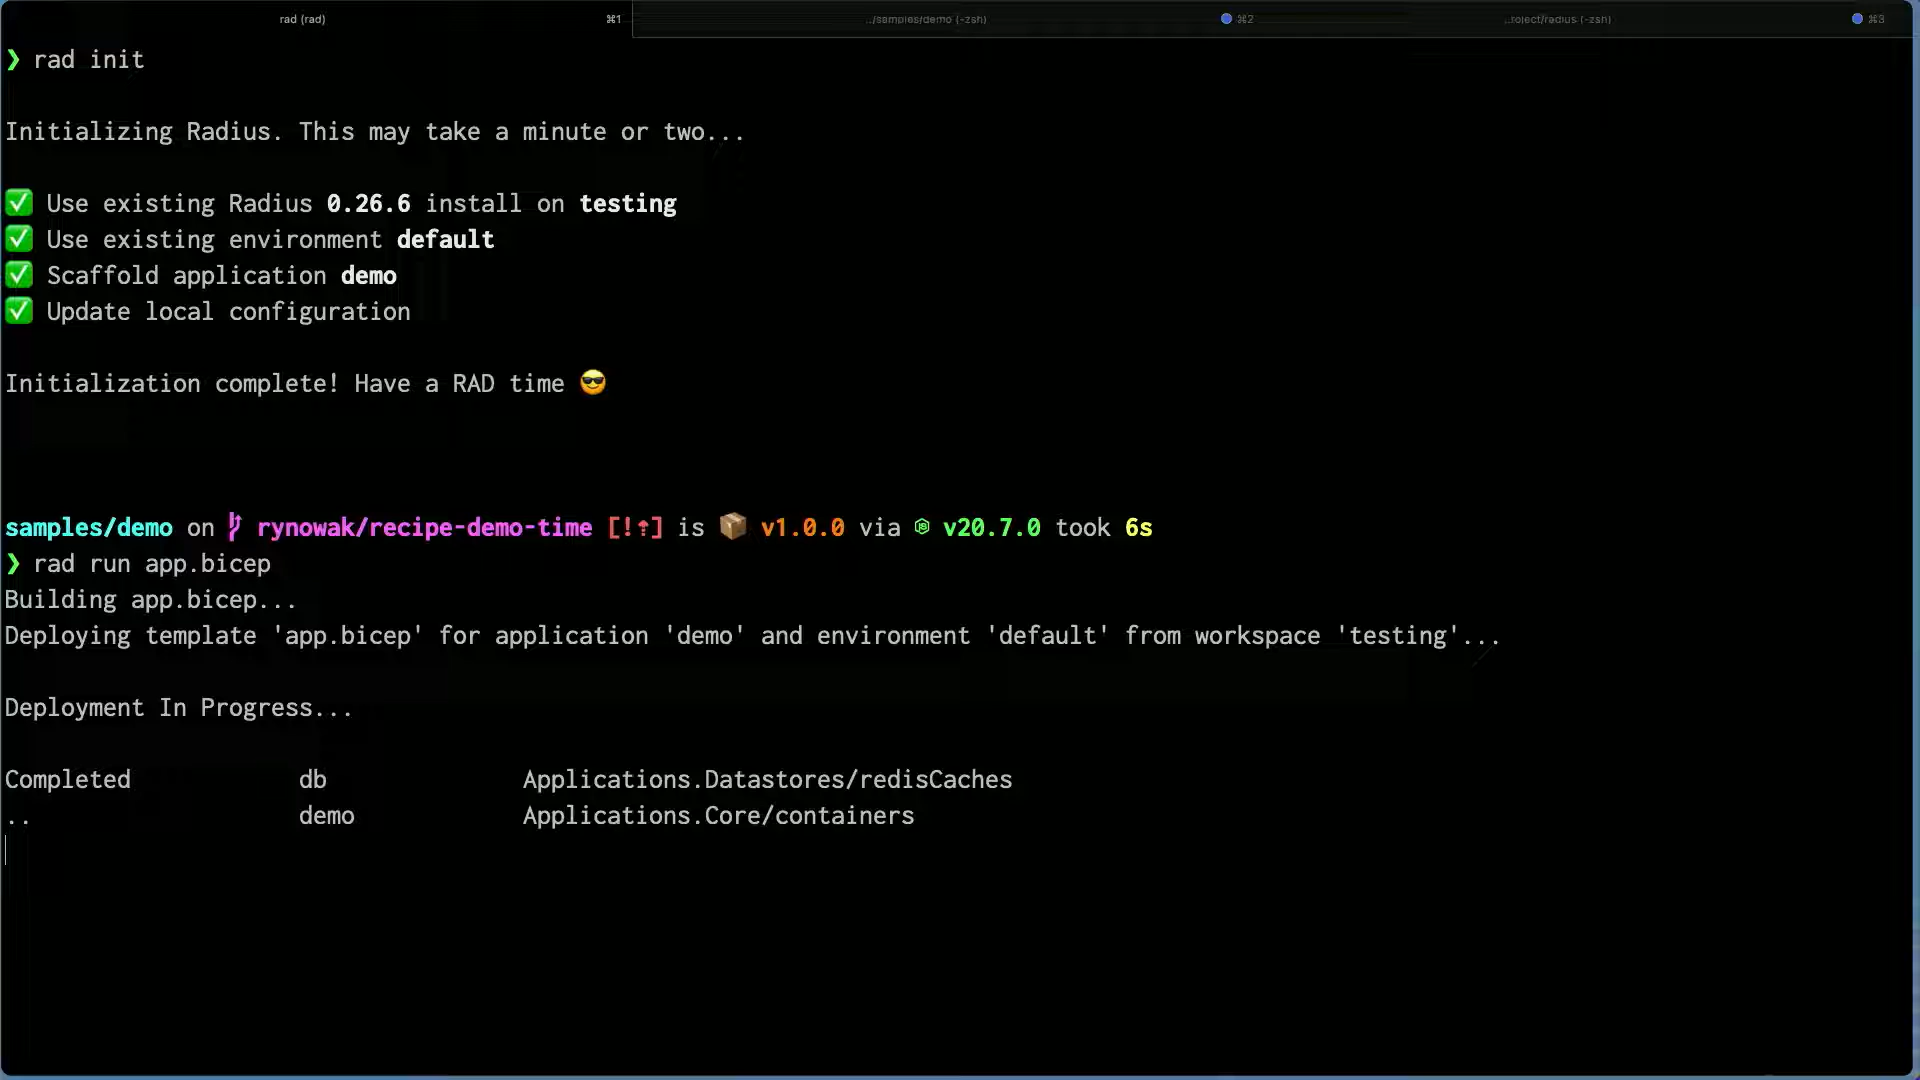 rad (rad) ⌘1 ../samples/demo (-zsh) ⌘2 ...roject/radius (-zsh) ⌘3
❯ rad init
Initializing Radius. This may take a minute or two...
✅ Use existing Radius 0.26.6 install on testing
✅ Use existing environment default
✅ Scaffold application demo
✅ Update local configuration
Initialization complete! Have a RAD time 😎
samples/demo on rynowak/recipe-demo-time [!⇡] is 📦 v1.0.0 via v20.7.0 took 6s
❯ rad run app.bicep
Building app.bicep...
Deploying template 'app.bicep' for application 'demo' and environment 'default' from workspace 'testing'...
Deployment In Progress...
Completed db Applications.Datastores/redisCaches
.. demo Applications.Core/containers